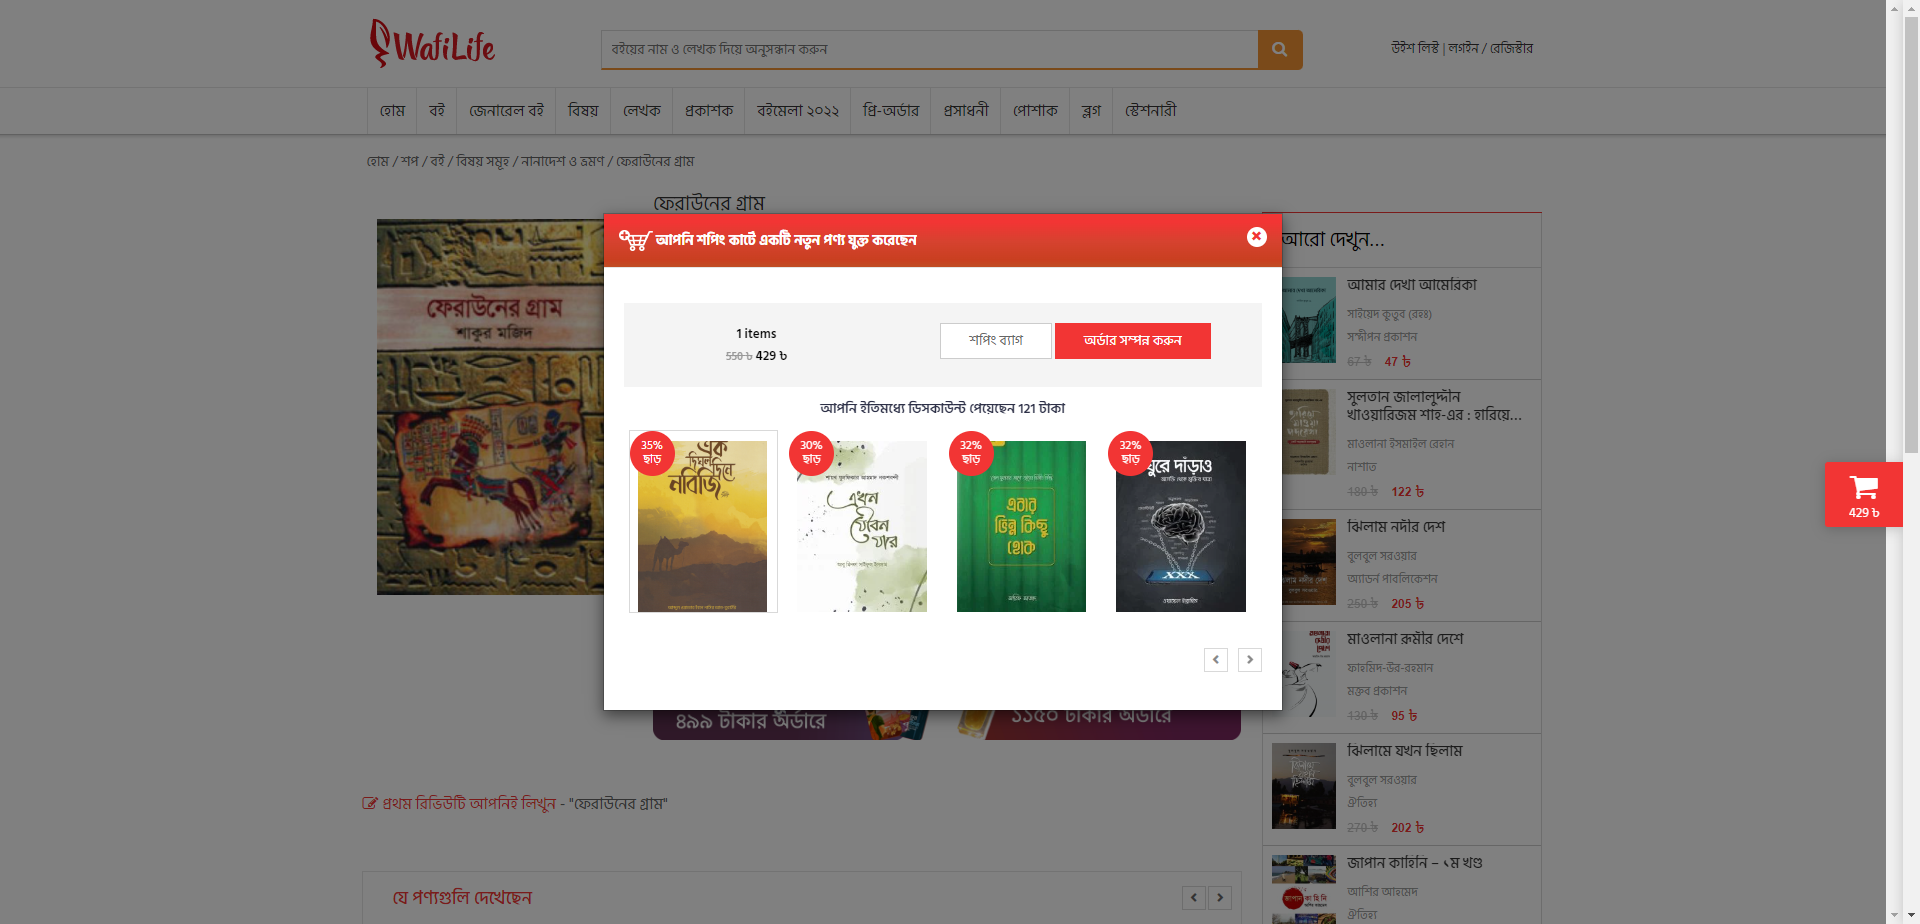 WafiLife
বইয়ের নাম ও লেখক দিয়ে অনুসন্ধান করুন
উইশ লিস্ট | লগইন / রেজিস্টার
হোম
বই
জেনারেল বই
বিষয়
লেখক
প্রকাশক
বইমেলা ২০২২
প্রি-অর্ডার
প্রসাধনী
পোশাক
ব্লগ
স্টেশনারী
হোম / শপ / বই / বিষয় সমূহ / নানাদেশ ও ভ্রমণ / ফেরাউনের গ্রাম
ফেরাউনের গ্রাম
ফেরাউনের গ্রাম
শাকুর মজিদ
আপনি শপিং কার্টে একটি নতুন পণ্য যুক্ত করেছেন
1 items
550 ৳ 429 ৳
শপিং ব্যাগ
অর্ডার সম্পন্ন করুন
আপনি ইতিমধ্যে ডিসকাউন্ট পেয়েছেন 121 টাকা
35%
ছাড়
এক
দিঘল দিনে
নবিজি
30%
ছাড়
এখন
যৌবন
যার
32%
ছাড়
এবার
ভিন্ন কিছু
হোক
32%
ছাড়
ঘুরে দাঁড়াও
XXX
৪৯৯ টাকার অর্ডারে
১১৫০ টাকার অর্ডারে
প্রথম রিভিউটি আপনিই লিখুন - "ফেরাউনের গ্রাম"
যে পণ্যগুলি দেখেছেন
আরো দেখুন...
আমার দেখা আমেরিকা
সাইয়েদ কুতুব (রহঃ)
সন্দীপন প্রকাশন
67 ৳ 47 ৳
সুলতান জালালুদ্দীন
খাওয়ারিজম শাহ-এর : হারিয়ে...
মাওলানা ইসমাইল রেহান
নাশাত
180 ৳ 122 ৳
ঝিলাম নদীর দেশ
বুলবুল সরওয়ার
অ্যাডর্ন পাবলিকেশন
250 ৳ 205 ৳
মাওলানা রূমীর দেশে
ফাহমিদ-উর-রহমান
মক্তব প্রকাশন
130 ৳ 95 ৳
ঝিলামে যখন ছিলাম
বুলবুল সরওয়ার
ঐতিহ্য
270 ৳ 202 ৳
জাপান কাহিনি – ১ম খণ্ড
আশির আহমেদ
ঐতিহ্য
429 ৳